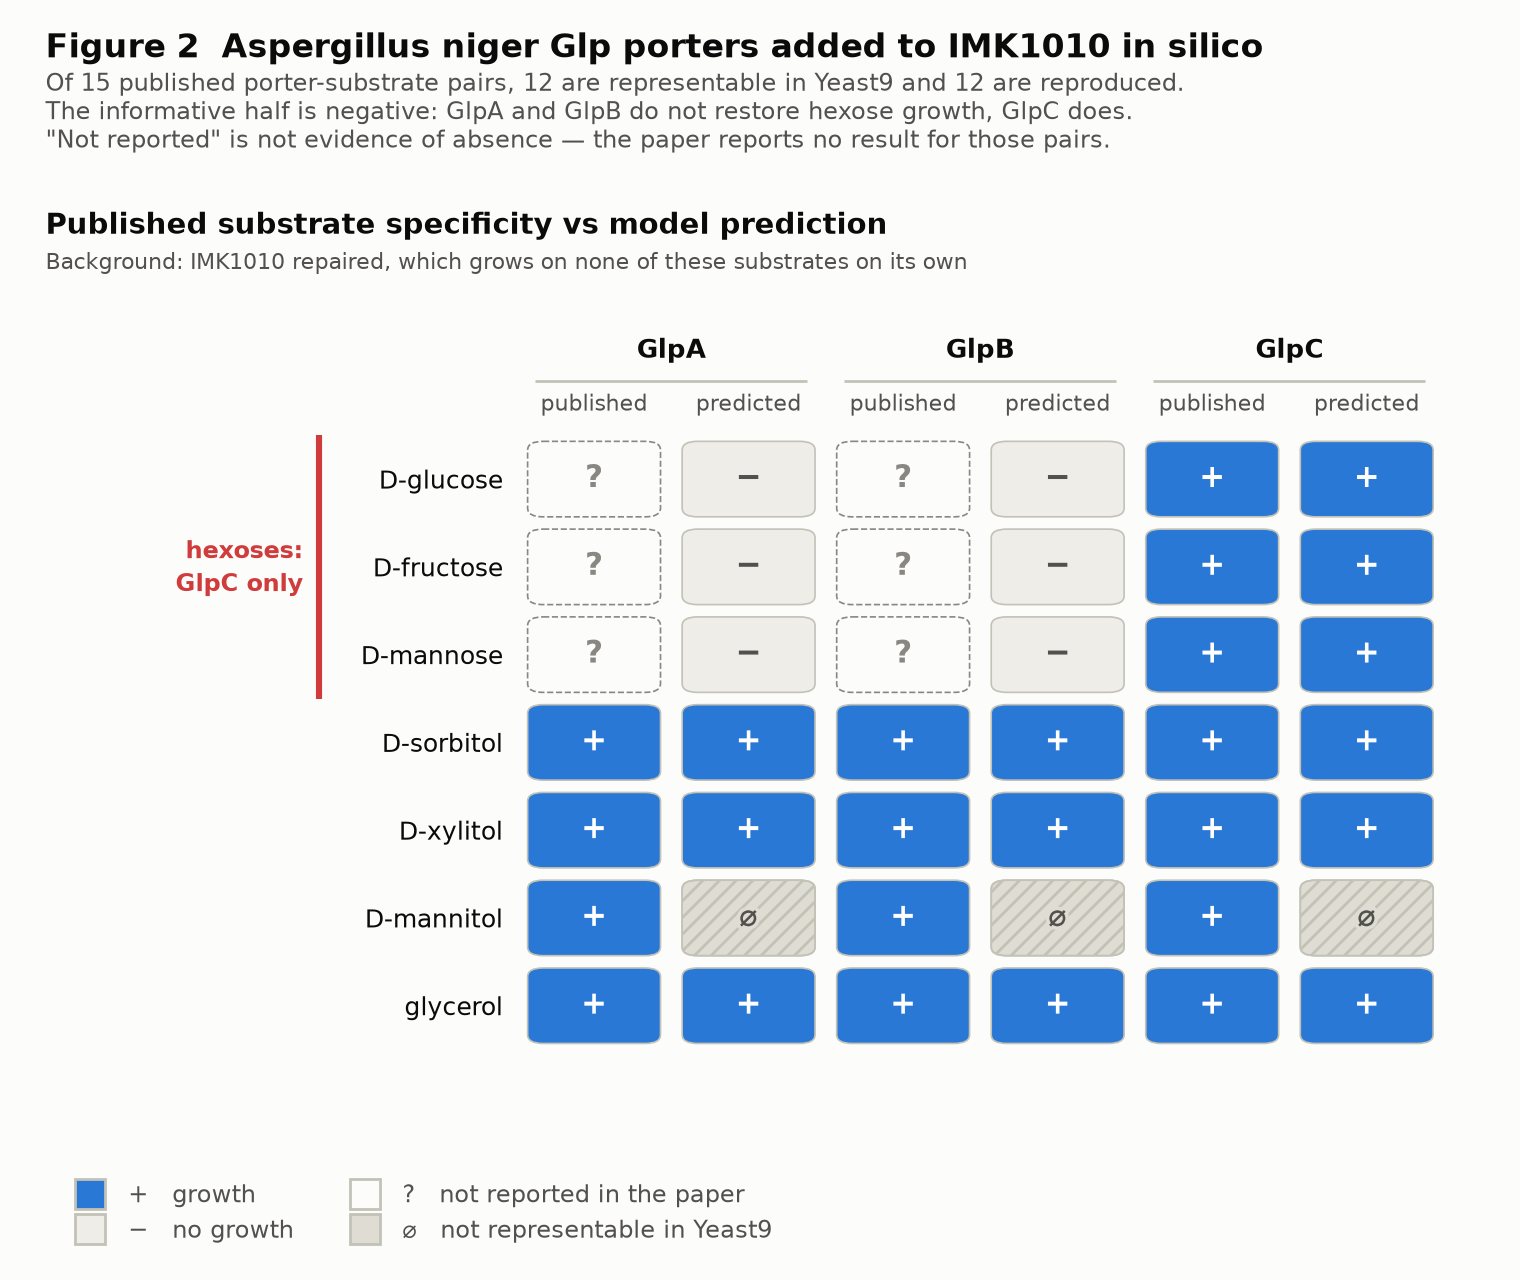 Figure 2  Aspergillus niger Glp porters added to IMK1010 in silico
Of 15 published porter-substrate pairs, 12 are representable in Yeast9 and 12 are reproduced.
The informative half is negative: GlpA and GlpB do not restore hexose growth, GlpC does.
"Not reported" is not evidence of absence — the paper reports no result for those pairs.
Published substrate specificity vs model prediction
Background: IMK1010 repaired, which grows on none of these substrates on its own
GlpA GlpB GlpC
published predicted published predicted published predicted
D-glucose ? − ? − + +
hexoses:
GlpC only
D-fructose ? − ? − + +
D-mannose ? − ? − + +
D-sorbitol + + + + + +
D-xylitol + + + + + +
D-mannitol + ⌀ + ⌀ + ⌀
glycerol + + + + + +
+ growth ? not reported in the paper
− no growth ⌀ not representable in Yeast9